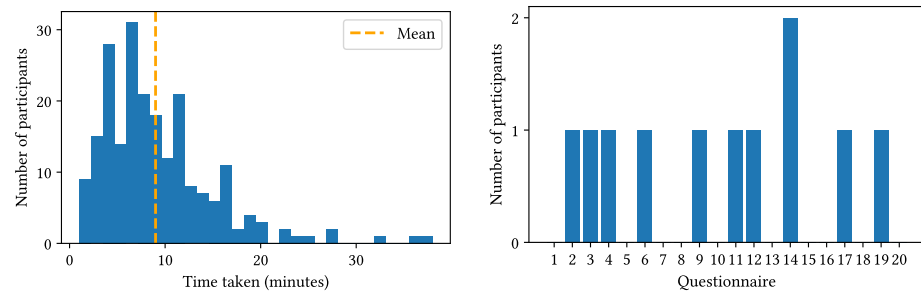 Number of participants
30
20
10
0
Mean
0 10 20 30
Time taken (minutes)
Number of participants
2
1
0
1 2 3 4 5 6 7 8 9 10 11 12 13 14 15 16 17 18 19 20
Questionnaire